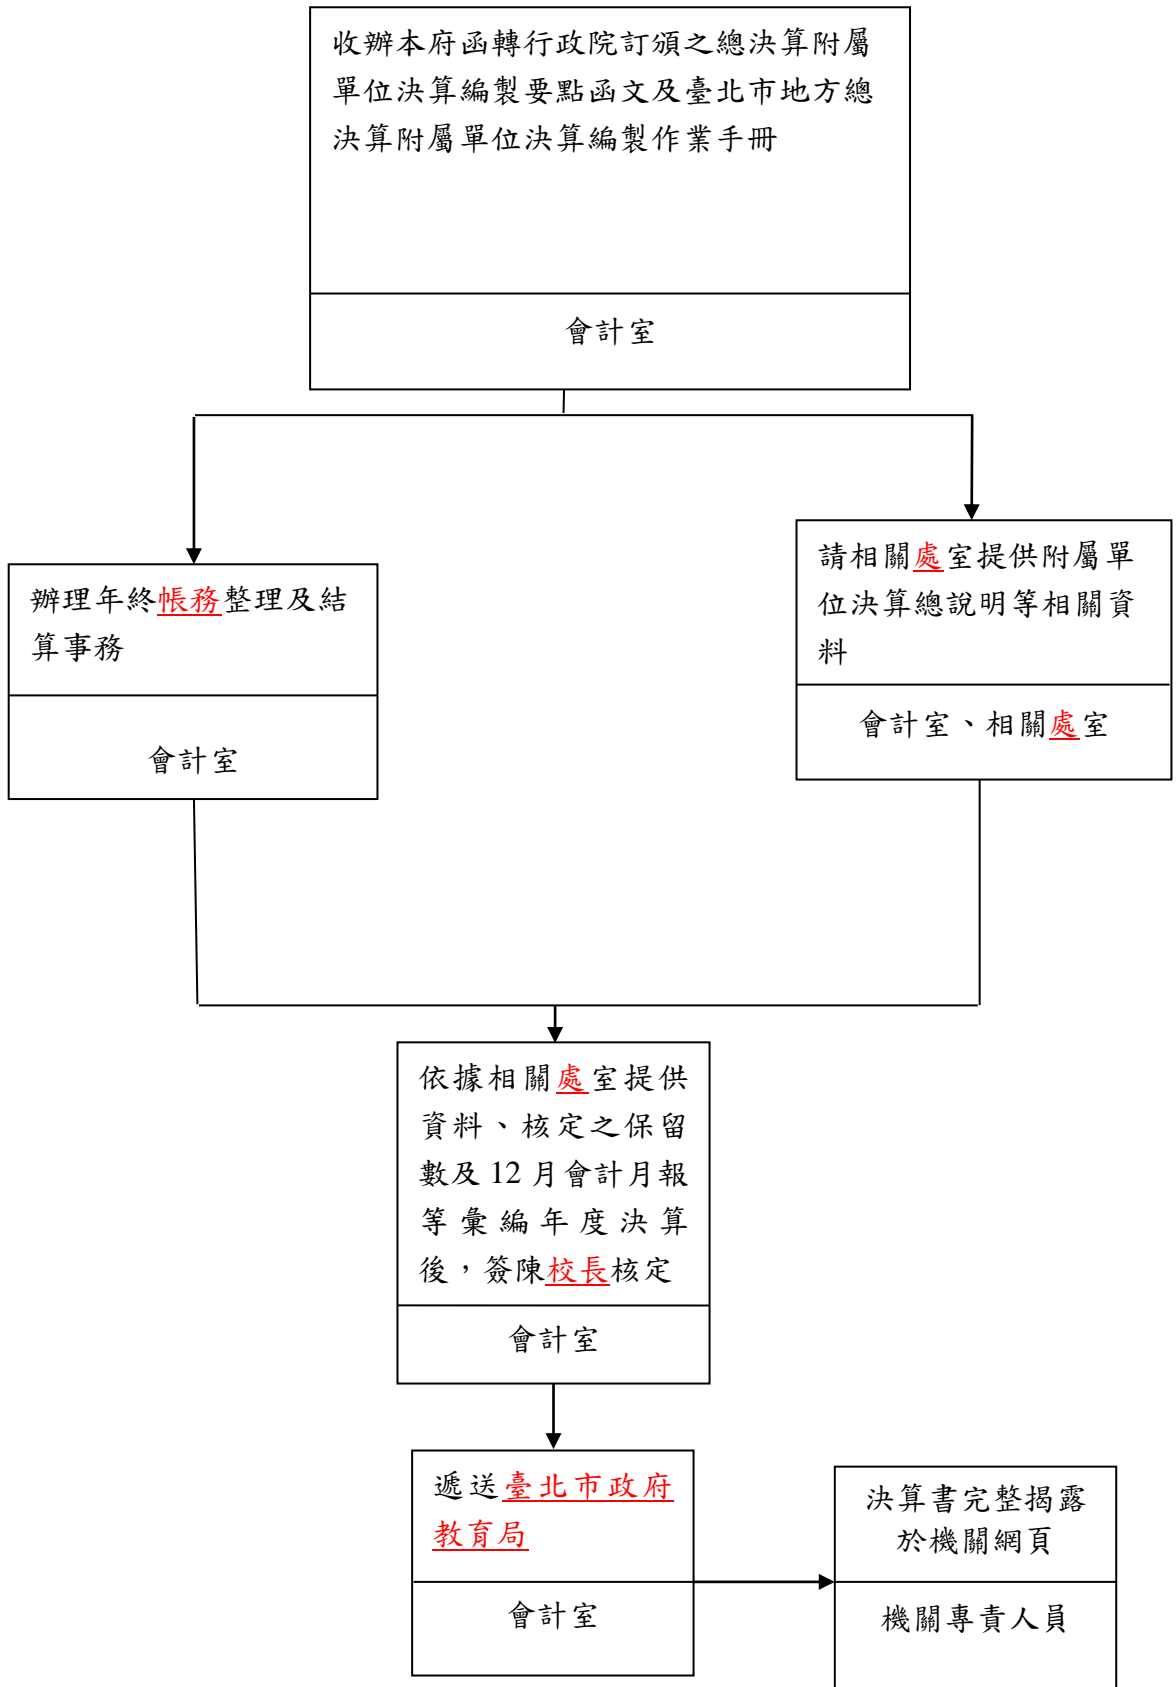 收辦本府函轉行政院訂頒之總決算附屬
單位決算編製要點函文及臺北市地方總
決算附屬單位決算編製作業手冊
會計室
辦理年終帳務整理及結
算事務
會計室
請相關處室提供附屬單
位決算總說明等相關資
料
會計室、相關處室
依據相關處室提供
資料、核定之保留
數及 12 月會計月報
等彙編年度決算
後，簽陳校長核定
會計室
遞送臺北市政府
教育局
會計室
決算書完整揭露
於機關網頁
機關專責人員